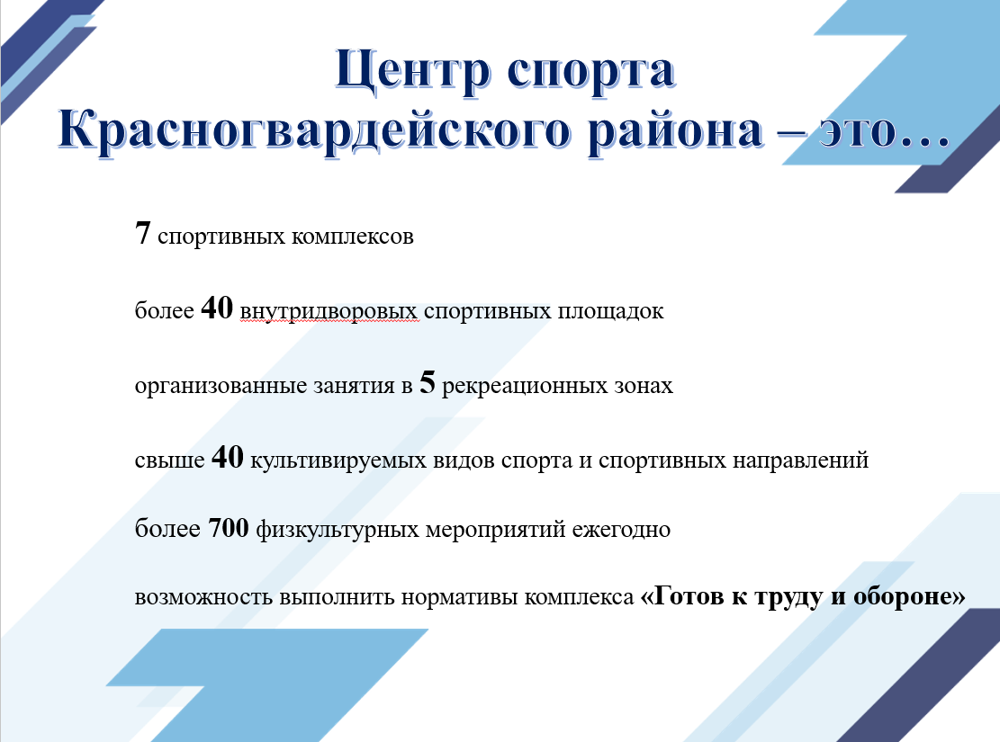 Центр спорта
Красногвардейского района – это…
7 спортивных комплексов
более 40 внутридворовых спортивных площадок
организованные занятия в 5 рекреационных зонах
свыше 40 культивируемых видов спорта и спортивных направлений
более 700 физкультурных мероприятий ежегодно
возможность выполнить нормативы комплекса «Готов к труду и обороне»